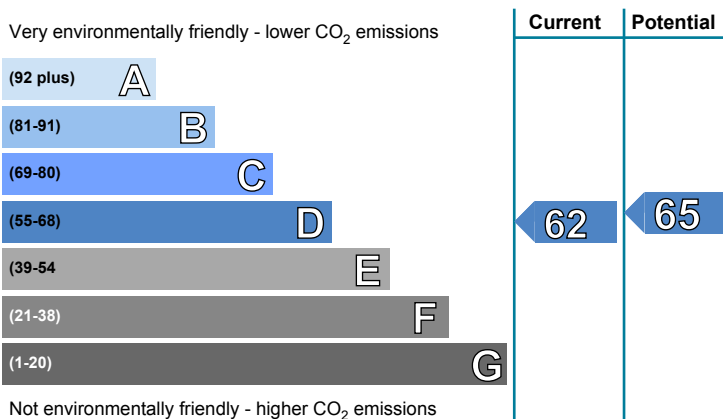 Current Potential
Very environmentally friendly - lower CO2 emissions
(92 plus) A
(81-91) B
(69-80) C
(55-68) D 62 65
(39-54 E
(21-38) F
(1-20) G
Not environmentally friendly - higher CO2 emissions